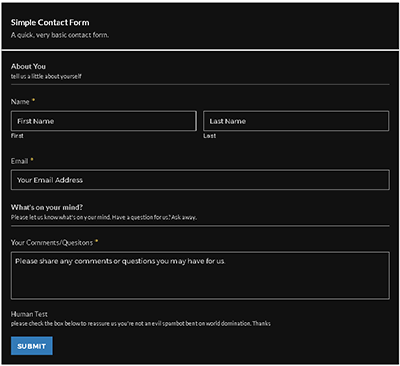 Simple Contact Form
A quick, very basic contact form.
About You
tell us a little about yourself
Name *
First Name Last Name
First Last
Email *
Your Email Address
What's on your mind?
Please let us know what's on your mind. Have a question for us? Ask away.
Your Comments/Quesitons *
Please share any comments or questions you may have for us.
Human Test
please check the box below to reassure us you're not an evil spambot bent on world domination. Thanks
SUBMIT